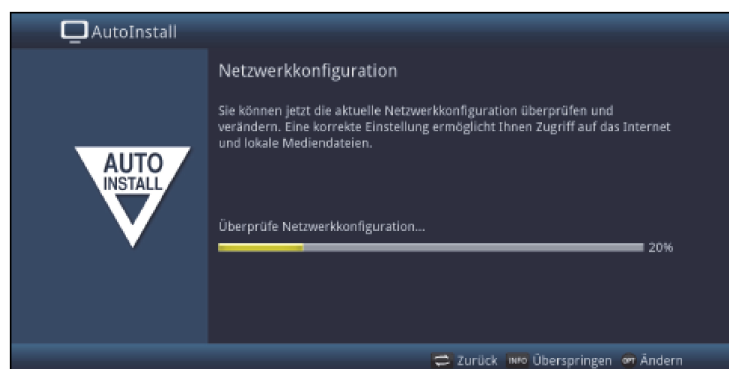 AutoInstall
Netzwerkkonfiguration
Sie können jetzt die aktuelle Netzwerkkonfiguration überprüfen und
verändern. Eine korrekte Einstellung ermöglicht Ihnen Zugriff auf das Internet
und lokale Mediendateien.
AUTO
INSTALL
Überprüfe Netzwerkkonfiguration...
20%
Zurück INFO Überspringen OPT Ändern